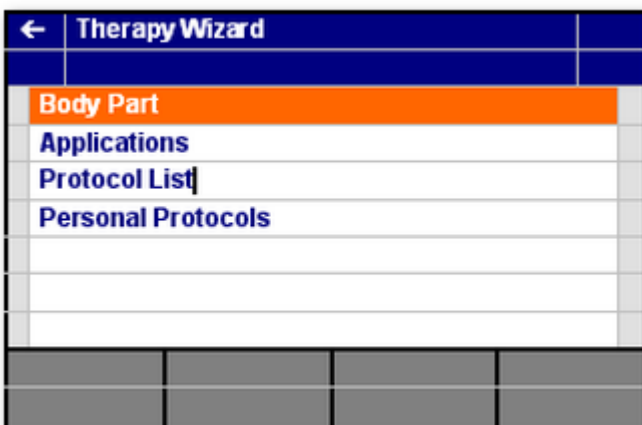 ← Therapy Wizard
Body Part
Applications
Protocol List
Personal Protocols